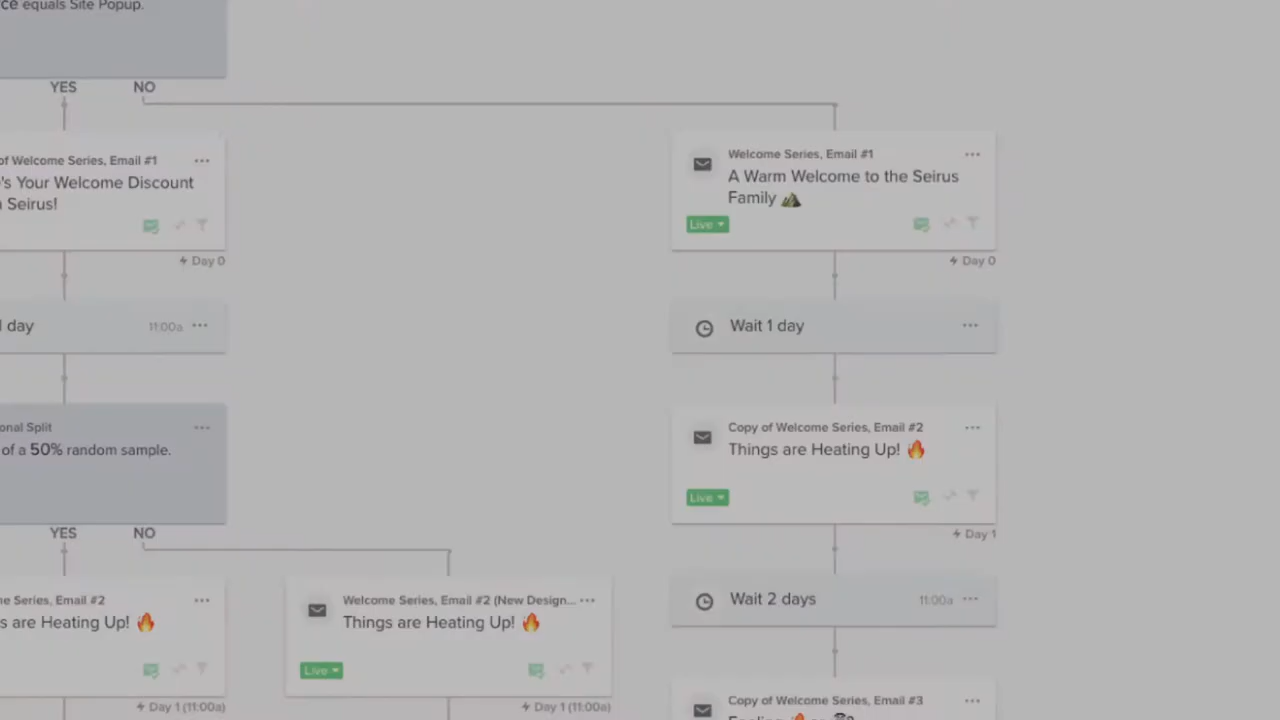 equals Site Popup.
YES NO
of Welcome Series, Email #1
Your Welcome Discount
Seirus!
Day 0
Welcome Series, Email #1
A Warm Welcome to the Seirus
Family
Live
Day 0
day
11:00a
Wait 1 day
Split
of a 50% random sample.
Copy of Welcome Series, Email #2
Things are Heating Up!
Live
Day 1
YES NO
Series, Email #2
are Heating Up!
Day 1 (11:00a)
Welcome Series, Email #2 (New Design...
Things are Heating Up!
Live
Day 1 (11:00a)
Wait 2 days
11:00a
Copy of Welcome Series, Email #3